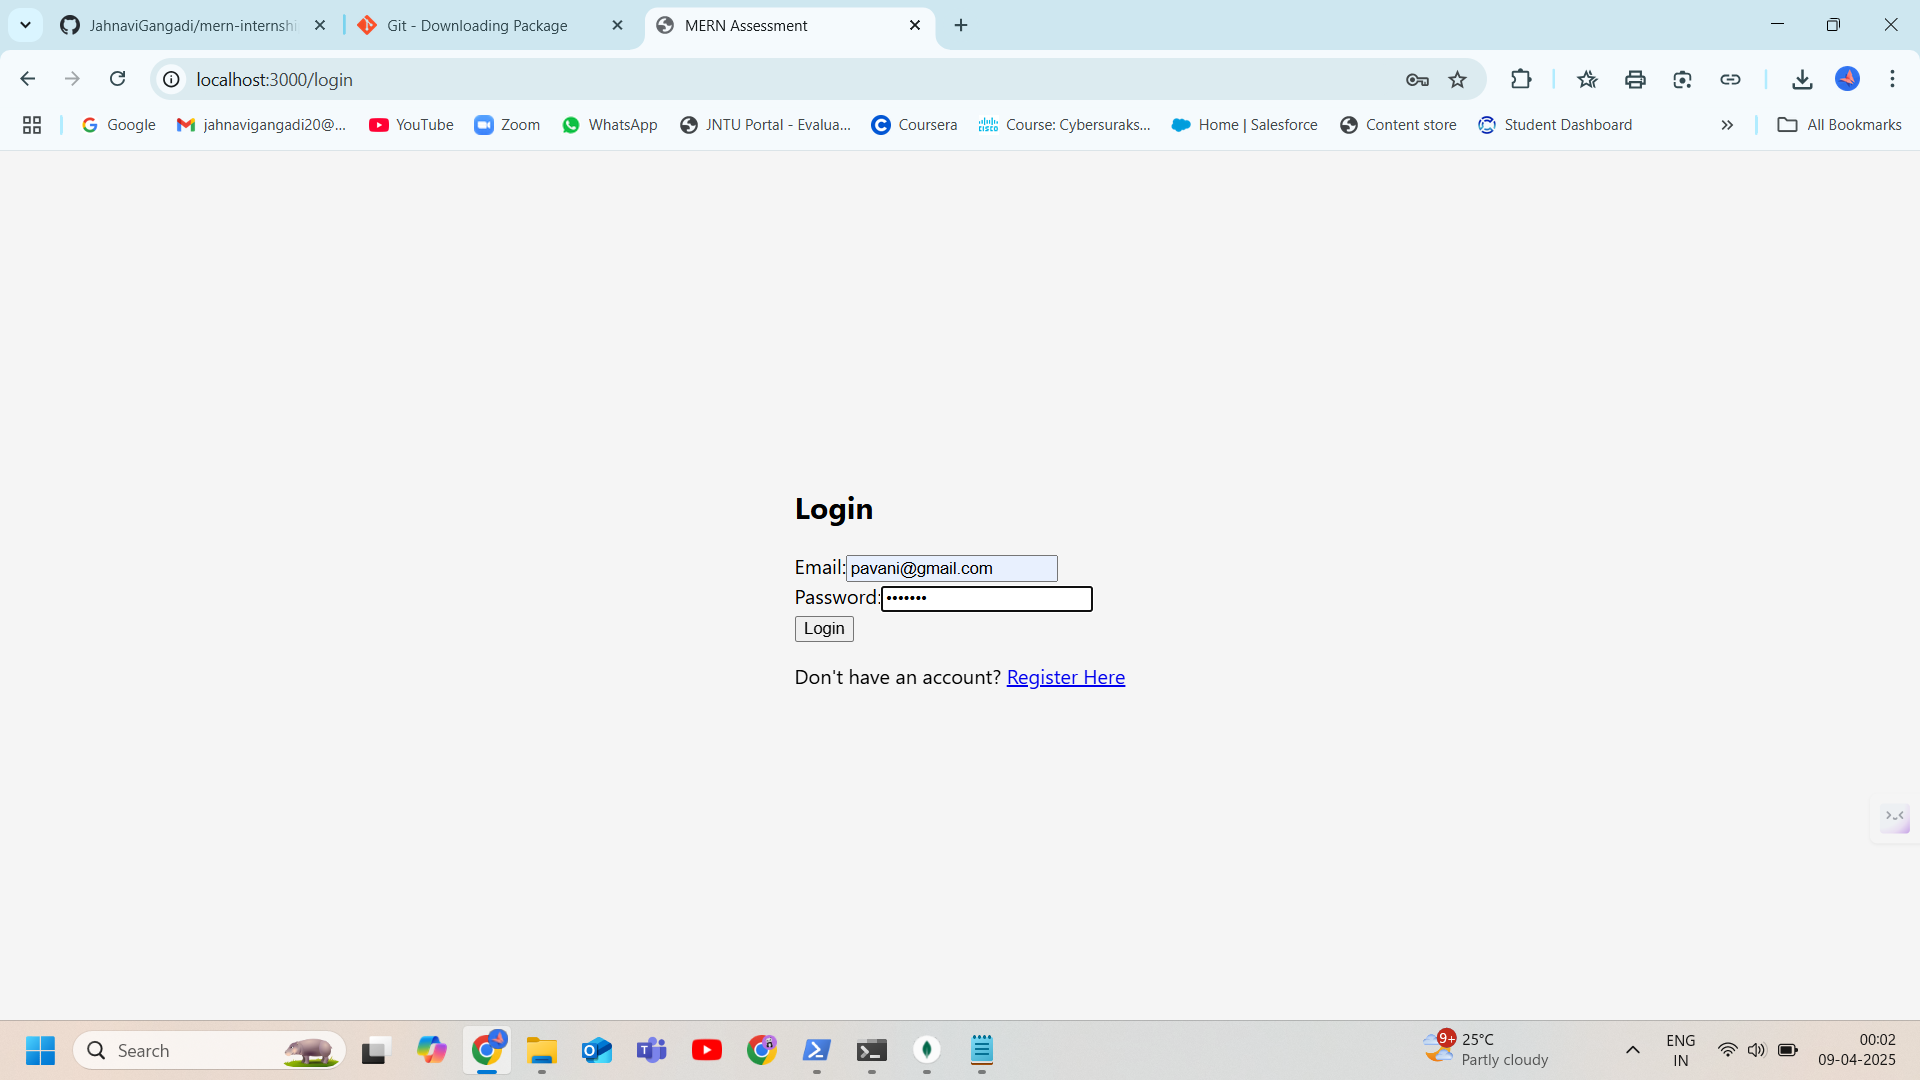 JahnaviGangadi/mern-internshi
Git - Downloading Package
MERN Assessment
localhost:3000/login
Google
jahnavigangadi20@...
YouTube
Zoom
WhatsApp
JNTU Portal - Evalua...
Coursera
Course: Cybersuraks...
Home | Salesforce
Content store
Student Dashboard
All Bookmarks
Login
Email: pavani@gmail.com
Password: •••••••
Login
Don't have an account? Register Here
Search
9+
25°C
Partly cloudy
ENG
IN
00:02
09-04-2025